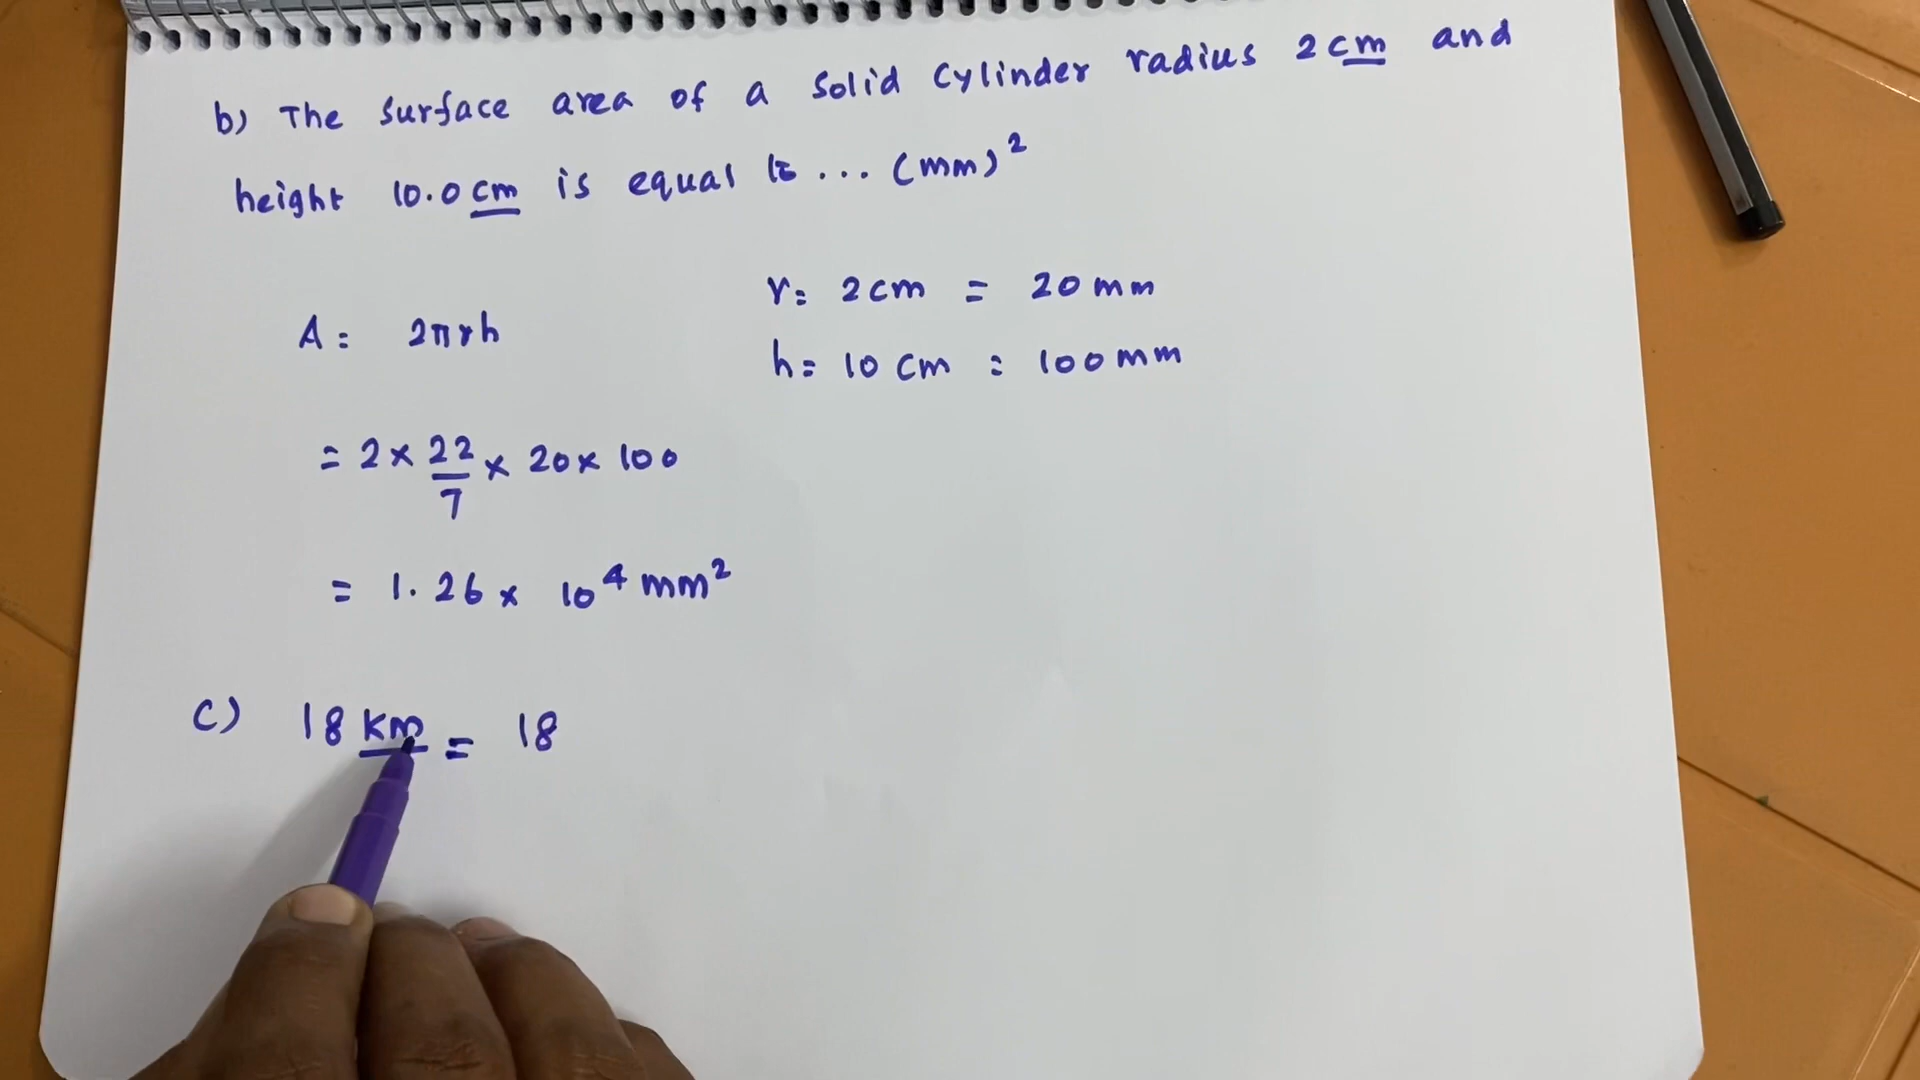 b) The surface area of a solid cylinder radius 2cm and
height 10.0cm is equal to ... (mm)²
A = 2πrh
r = 2cm = 20mm
h = 10 cm = 100mm
= 2 × 22/7 × 20 × 100
= 1.26 × 10⁴ mm²
c) 18 km = 18